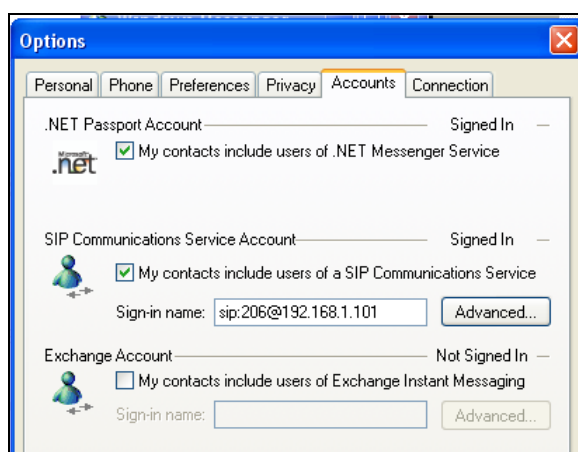 Options
Personal Phone Preferences Privacy Accounts Connection
.NET Passport Account Signed In
Microsoft
.net
My contacts include users of .NET Messenger Service
SIP Communications Service Account Signed In
My contacts include users of a SIP Communications Service
Sign-in name: sip:206@192.168.1.101 Advanced...
Exchange Account Not Signed In
My contacts include users of Exchange Instant Messaging
Sign-in name: Advanced...